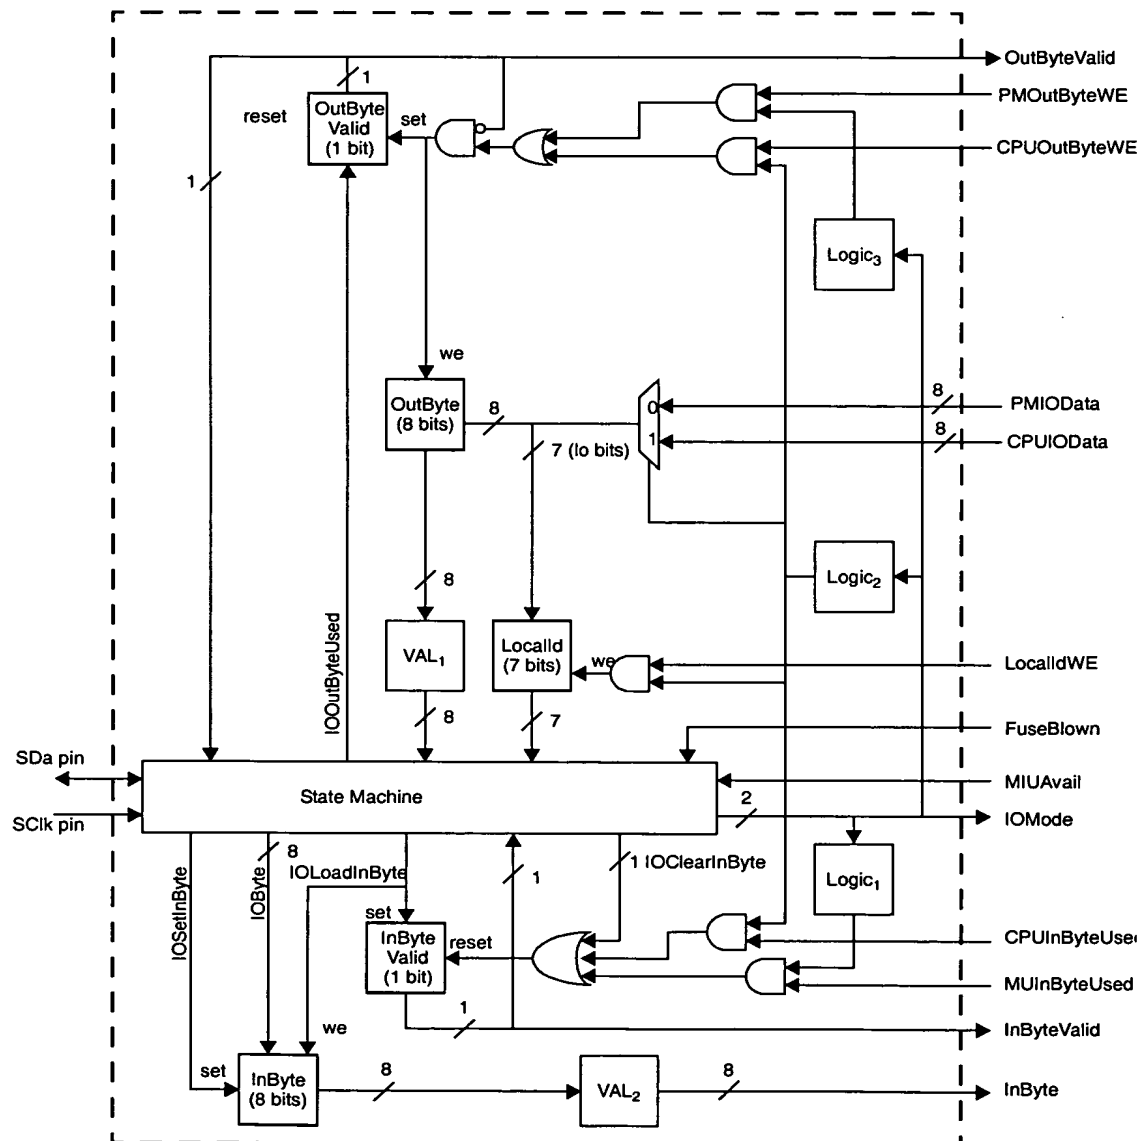 OutByteValid
1
PMOutByteWE
reset
OutByte
Valid
(1 bit)
set
CPUOutByteWE
1
Logic3
we
OutByte
(8 bits)
8
0
8
PMIOData
1
8
CPUIOData
7 (lo bits)
Logic2
8
IOOutByteUsed
VAL1
LocalId
(7 bits)
we
LocalIdWE
8
7
FuseBlown
SDa pin
MIUAvail
State Machine
2
SClk pin
IOMode
IOSetInByte
8
IOByte
IOLoadInByte
1
1 IOClearInByte
Logic1
set
InByte
Valid
(1 bit)
reset
CPUInByteUse
MUInByteUsed
1
InByteValid
we
set
InByte
(8 bits)
8
VAL2
8
InByte